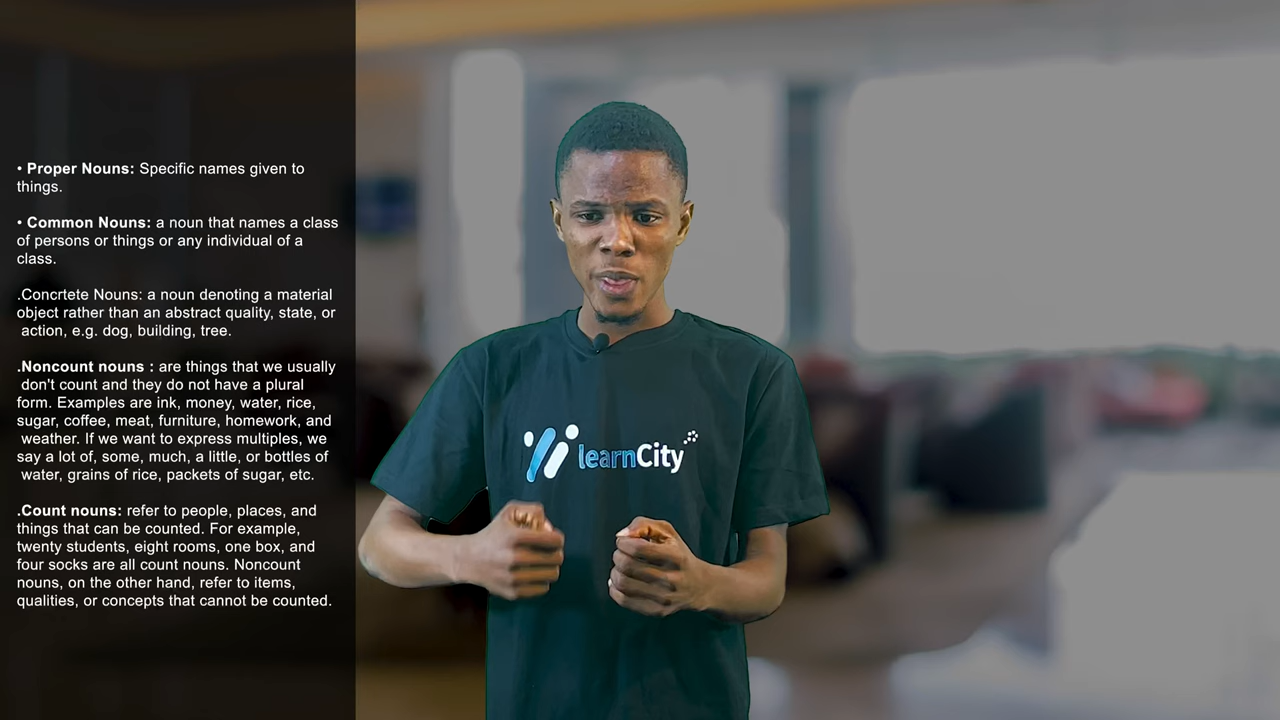 • Proper Nouns: Specific names given to
things.
• Common Nouns: a noun that names a class
of persons or things or any individual of a
class.
.Concrtete Nouns: a noun denoting a material
object rather than an abstract quality, state, or
action, e.g. dog, building, tree.
.Noncount nouns : are things that we usually
don't count and they do not have a plural
form. Examples are ink, money, water, rice,
sugar, coffee, meat, furniture, homework, and
weather. If we want to express multiples, we
say a lot of, some, much, a little, or bottles of
water, grains of rice, packets of sugar, etc.
.Count nouns: refer to people, places, and
things that can be counted. For example,
twenty students, eight rooms, one box, and
four socks are all count nouns. Noncount
nouns, on the other hand, refer to items,
qualities, or concepts that cannot be counted.
learnCity